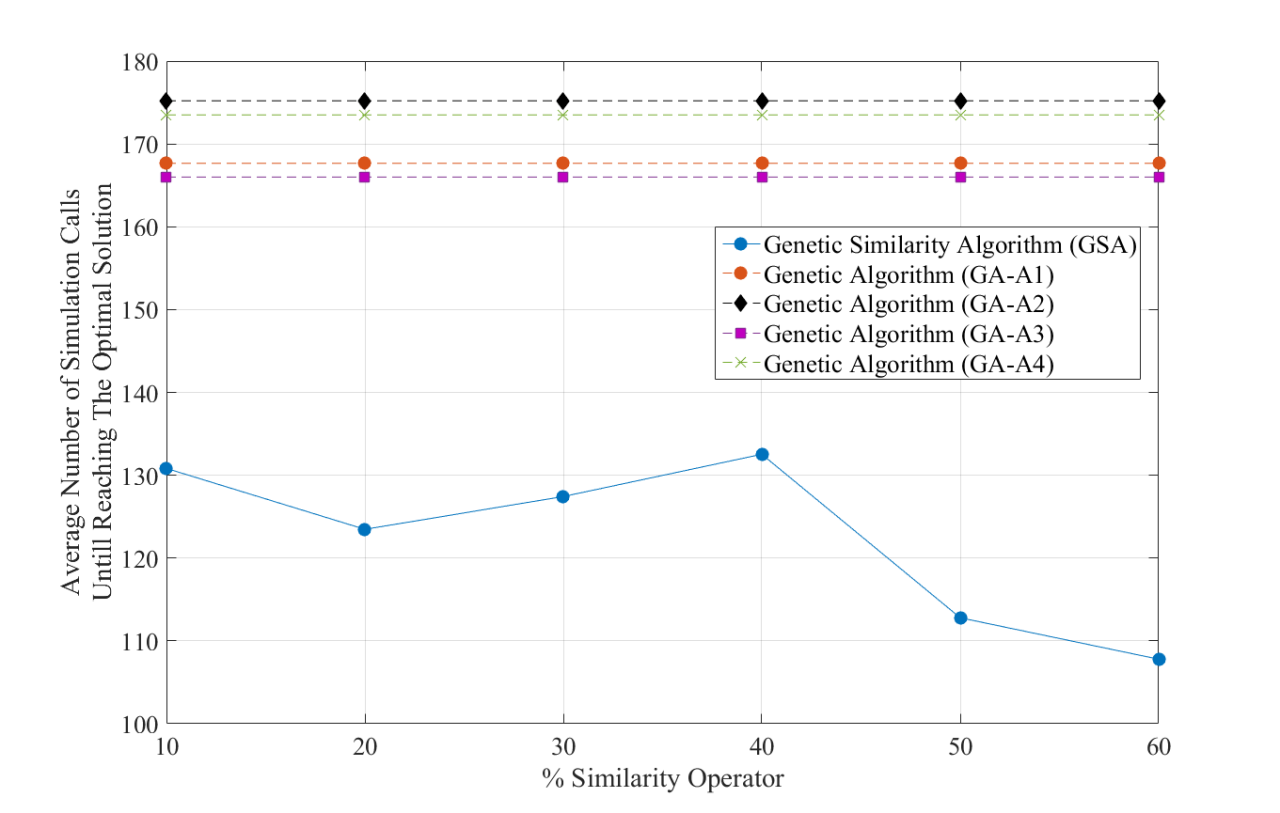 180
170
160
150
140
130
120
110
100
10 20 30 40 50 60
% Similarity Operator
Average Number of Simulation Calls
Untill Reaching The Optimal Solution
Genetic Similarity Algorithm (GSA)
Genetic Algorithm (GA-A1)
Genetic Algorithm (GA-A2)
Genetic Algorithm (GA-A3)
Genetic Algorithm (GA-A4)